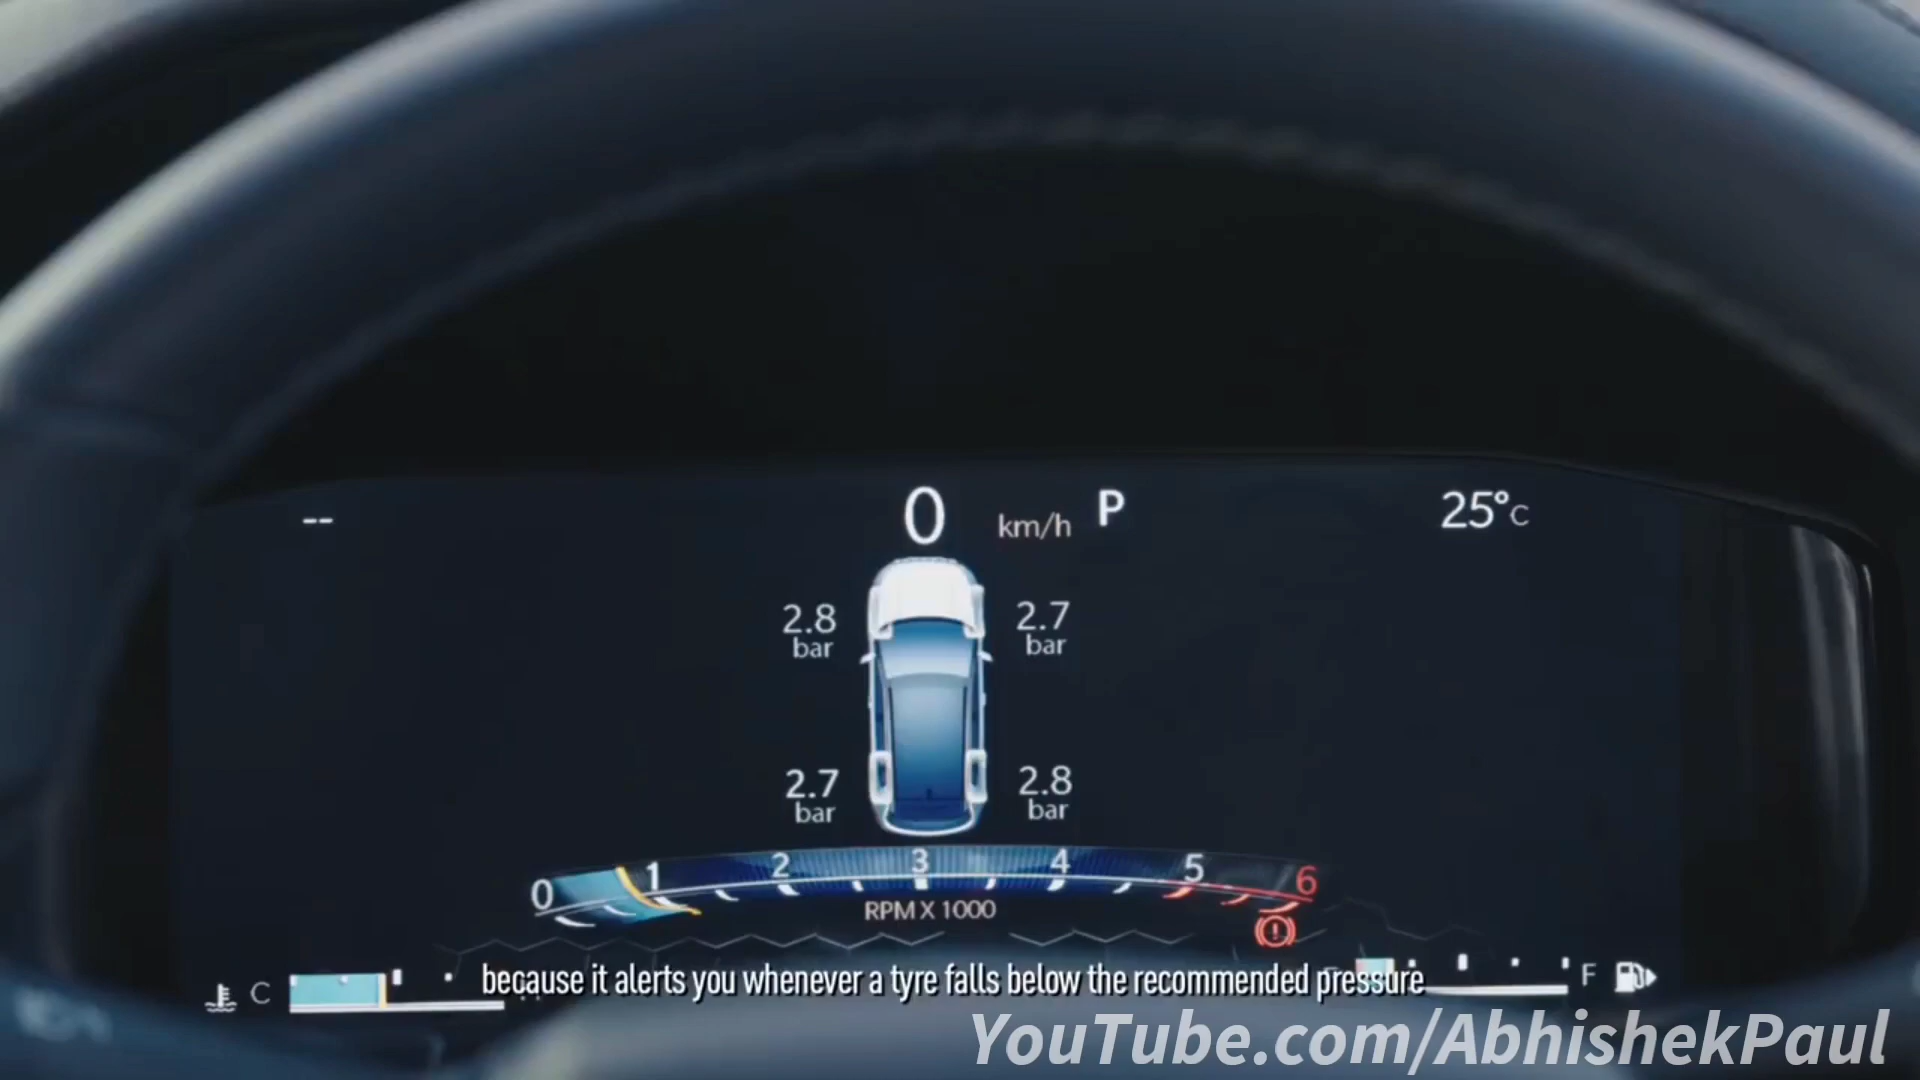 -- 0 km/h P 25°C
2.8 bar 2.7 bar
2.7 bar 2.8 bar
0 1 2 3 4 5 6
RPM X 1000
C F
because it alerts you whenever a tyre falls below the recommended pressure
YouTube.com/AbhishekPaul